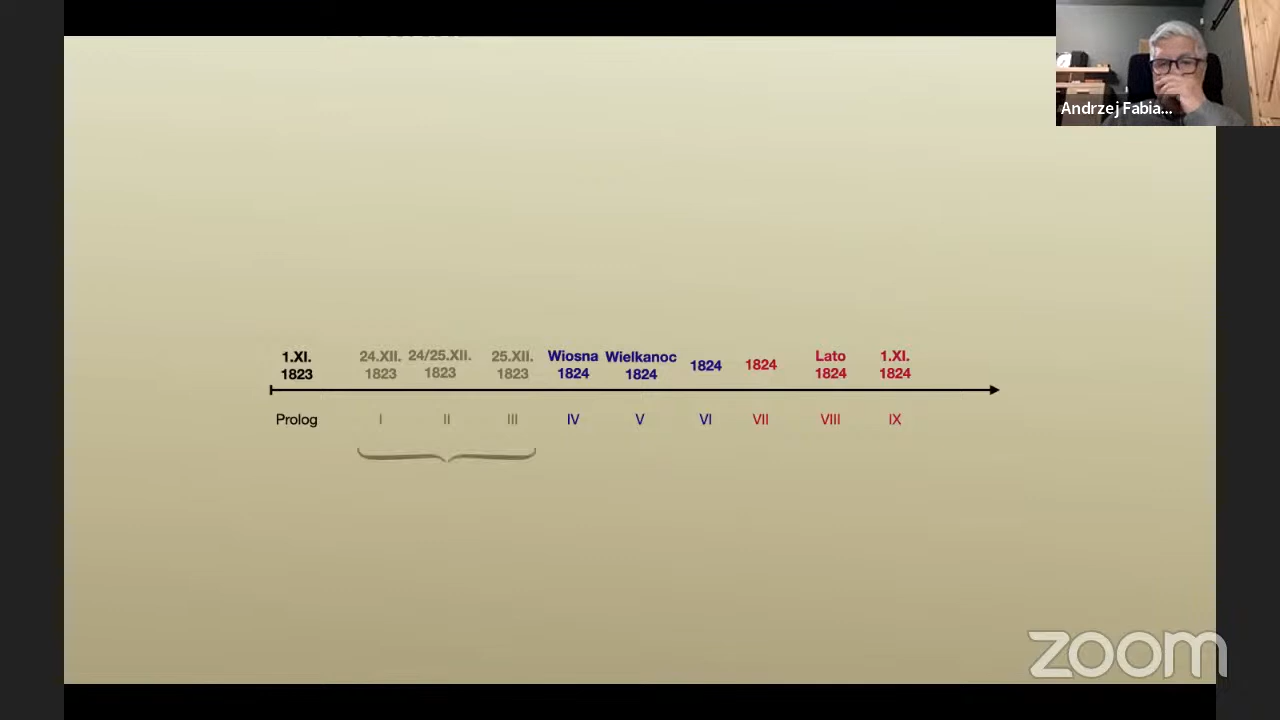 Andrzej Fabia...
1.XI. 24.XII. 24/25.XII. 25.XII. Wiosna Wielkanoc 1824 1824 Lato 1.XI.
1823 1823 1823 1823 1824 1824 1824 1824
Prolog I II III IV V VI VII VIII IX
zoom